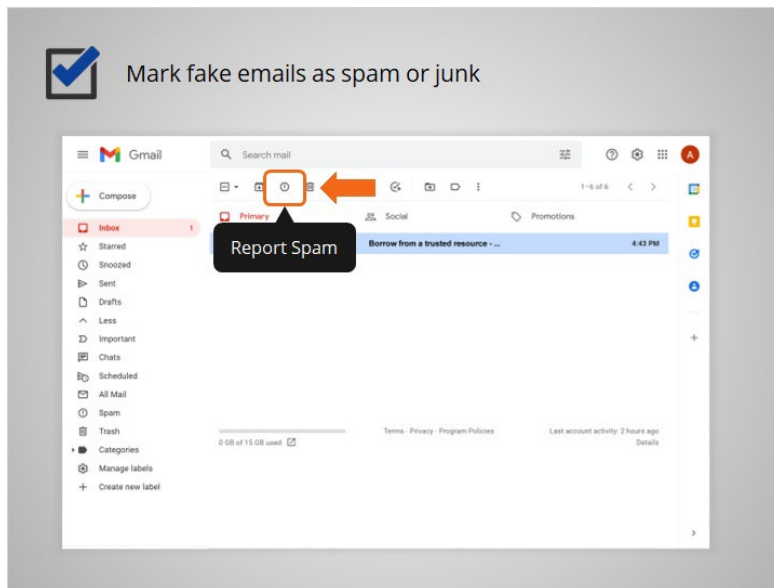 Mark fake emails as spam or junk
Gmail
Search mail
A
Compose
1-6 of 6
Primary
Social
Promotions
Report Spam
Borrow from a trusted resource - ...
4:43 PM
Inbox
1
Starred
Snoozed
Sent
Drafts
Less
Important
Chats
Scheduled
All Mail
Spam
Trash
Categories
Manage labels
Create new label
0 GB of 15 GB used
Terms · Privacy · Program Policies
Last account activity: 2 hours ago
Details